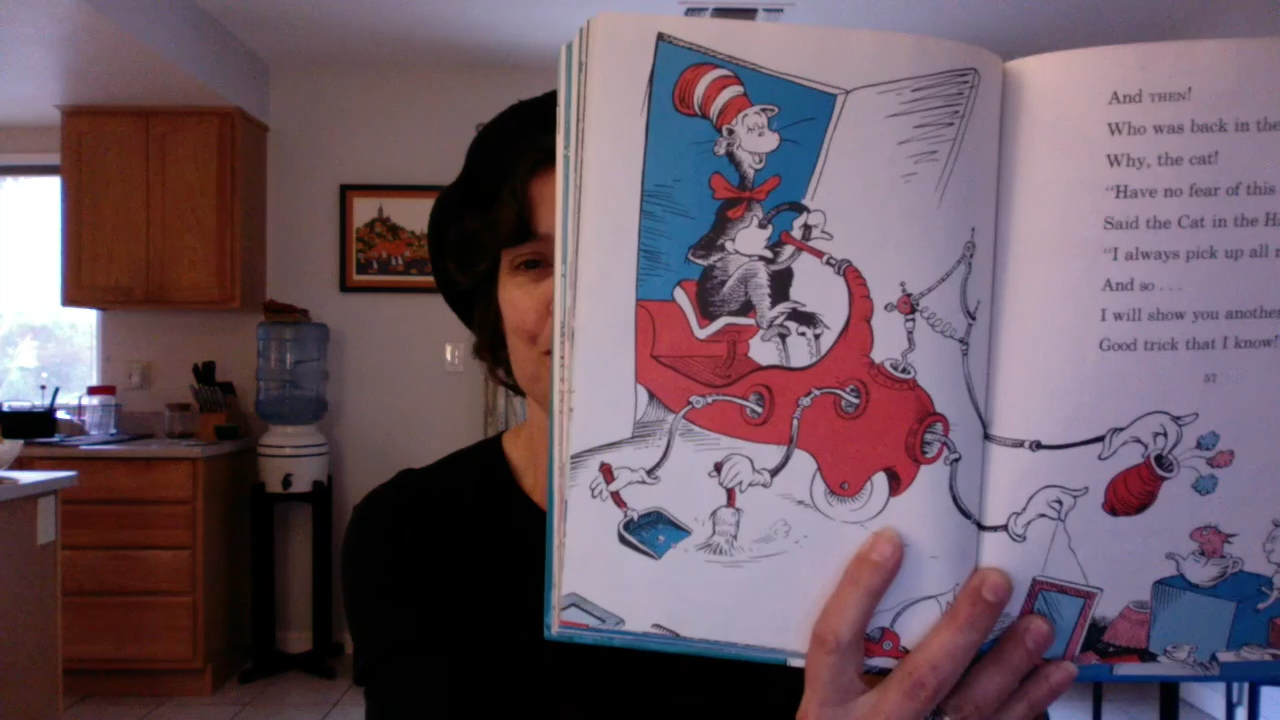 And THEN!
Who was back in the
Why, the cat!
"Have no fear of this
Said the Cat in the
"I always pick up all
And so . . .
I will show you another
Good trick that I know!
57